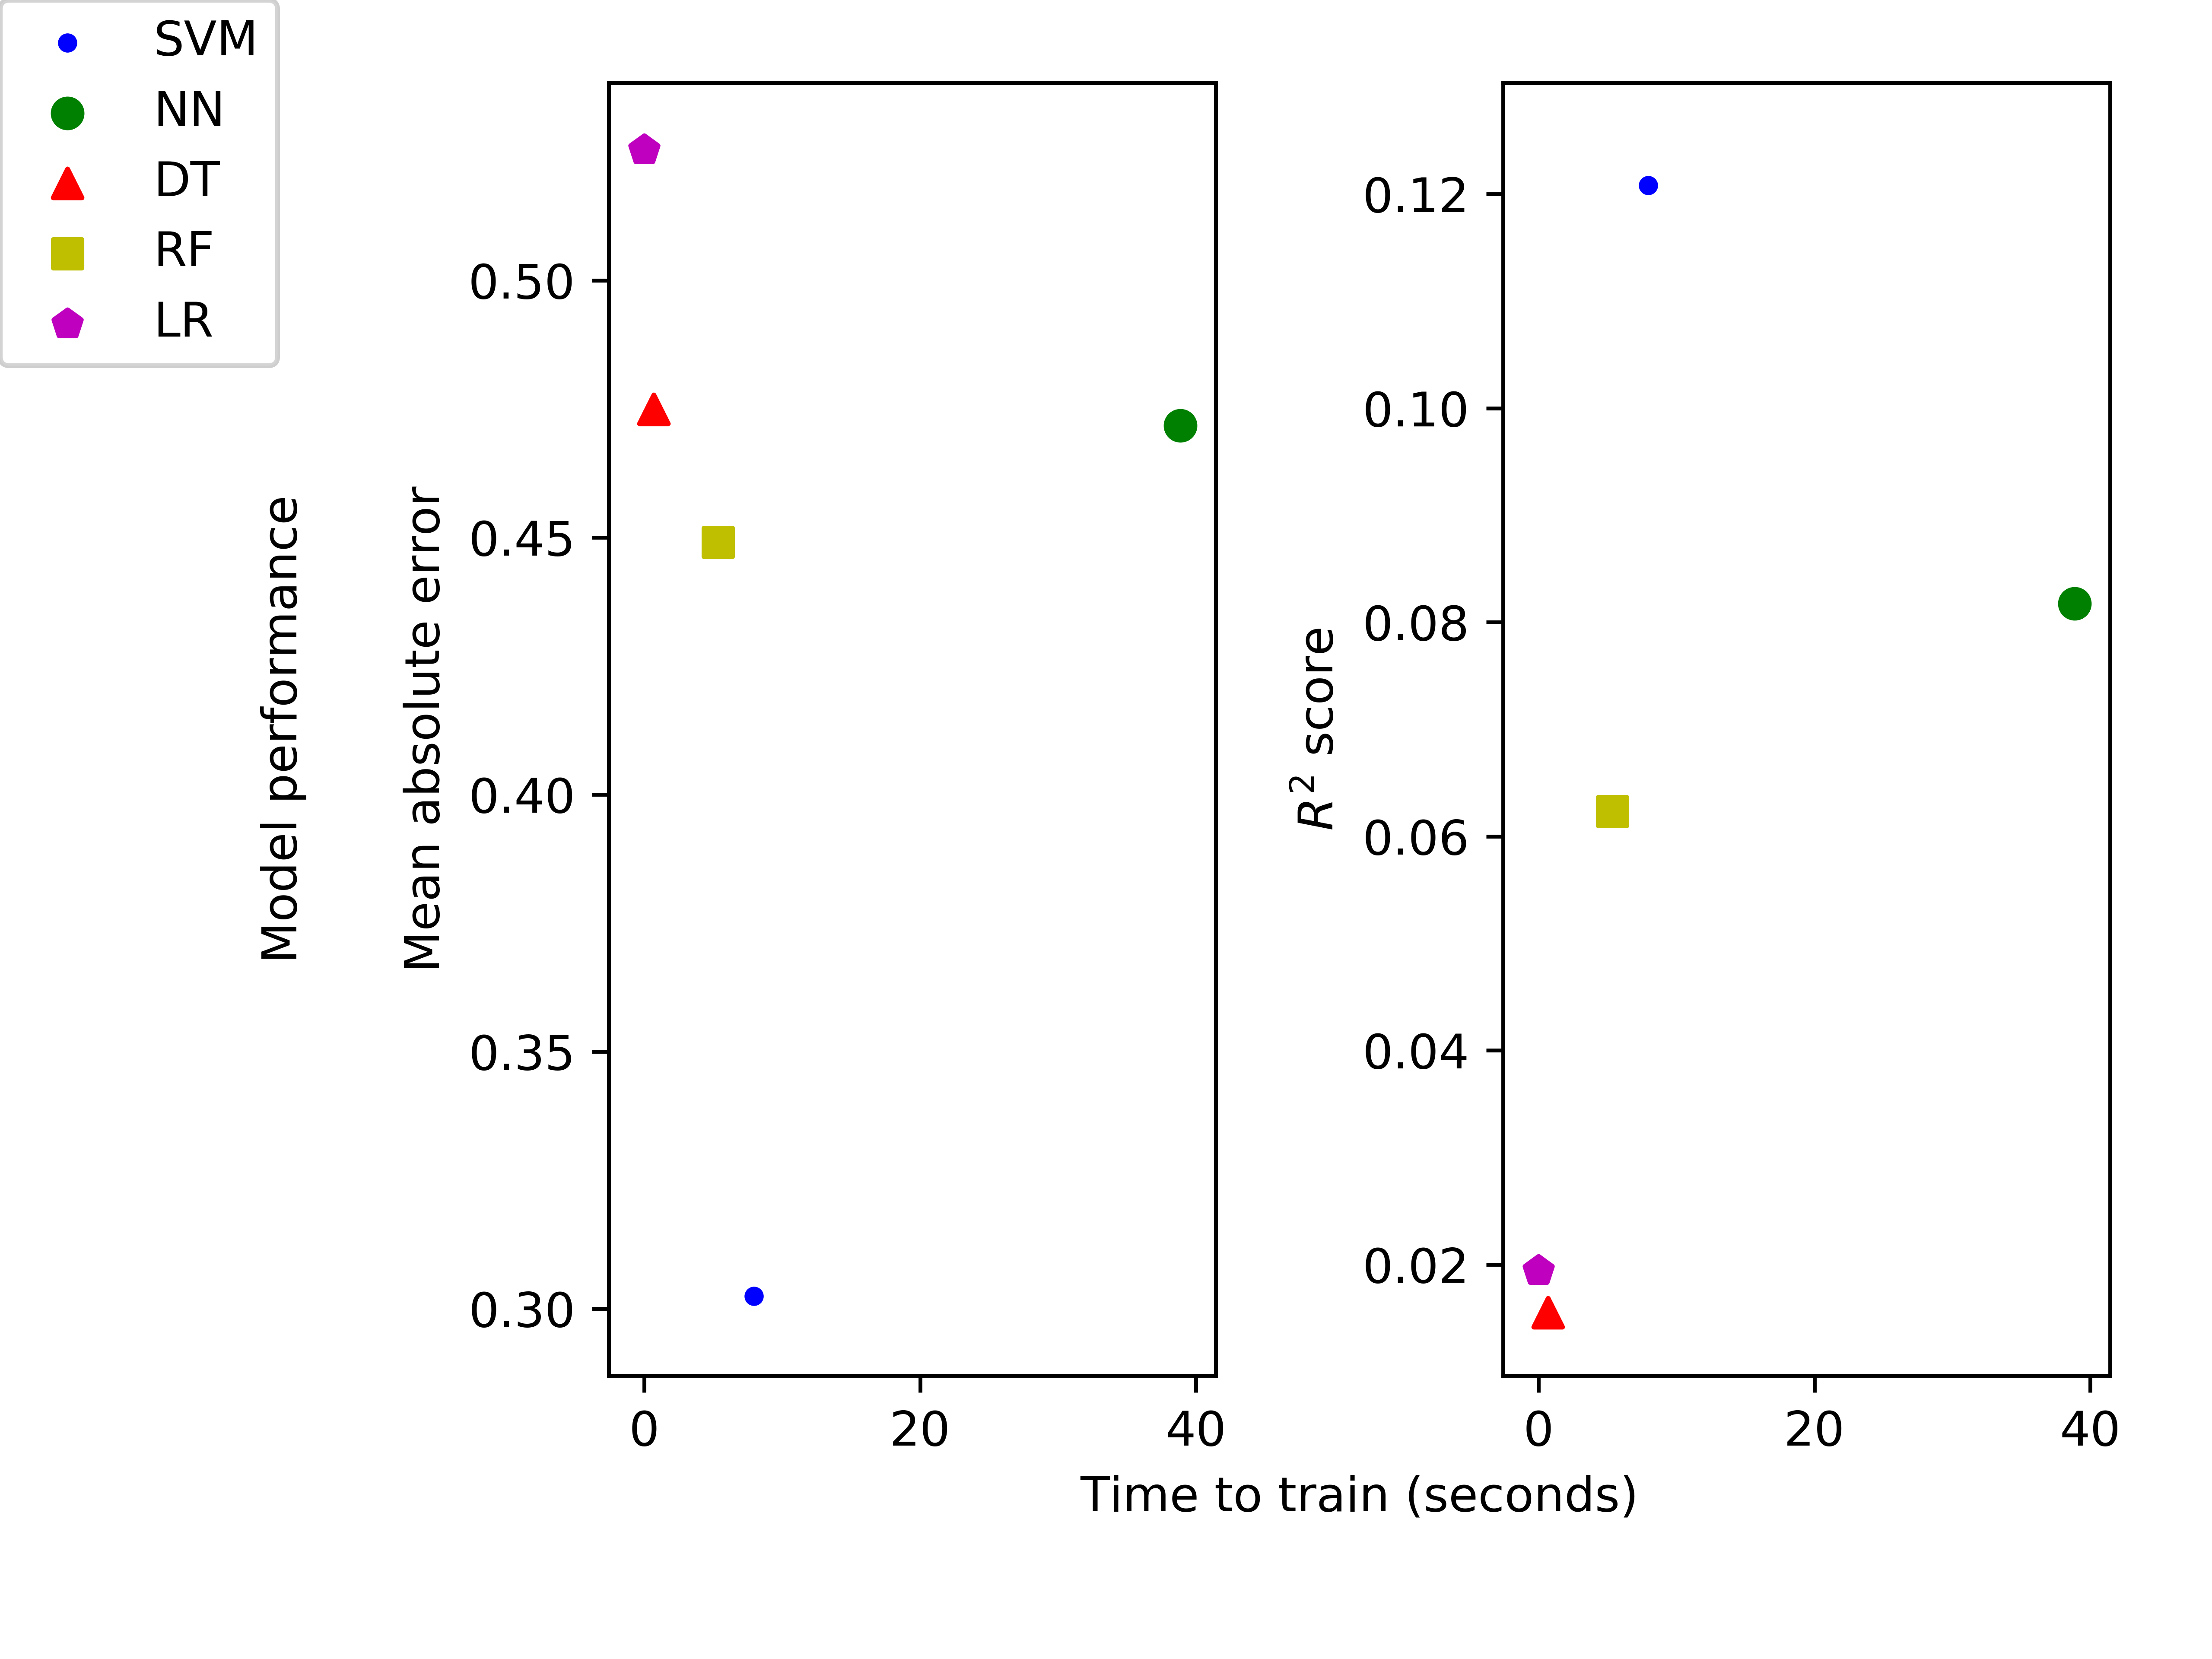 SVM
NN
DT
RF
LR
Model performance
Mean absolute error
0.50
0.45
0.40
0.35
0.30
0 20 40
R² score
0.12
0.10
0.08
0.06
0.04
0.02
0 20 40
Time to train (seconds)